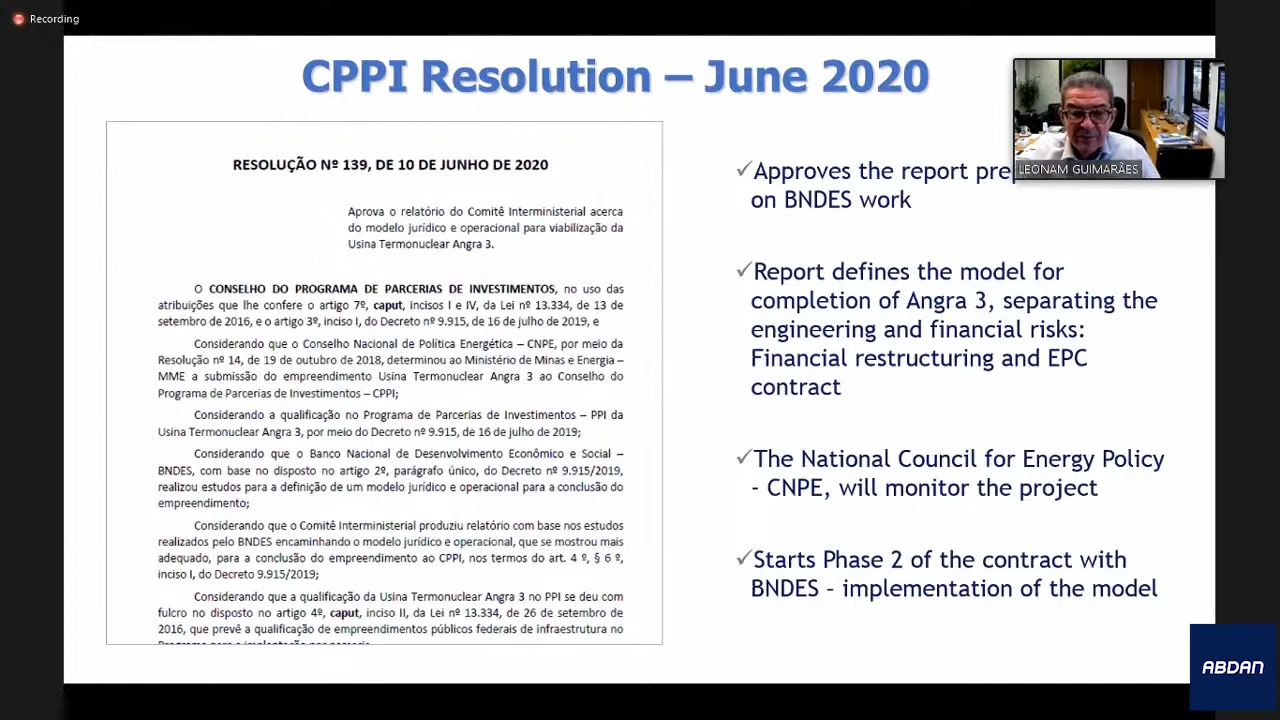 Recording
CPPI Resolution – June 2020
LEONAM GUIMARÃES
RESOLUÇÃO Nº 139, DE 10 DE JUNHO DE 2020
Aprova o relatório do Comitê Interministerial acerca
do modelo jurídico e operacional para viabilização da
Usina Termonuclear Angra 3.
O CONSELHO DO PROGRAMA DE PARCERIAS DE INVESTIMENTOS, no uso das
atribuições que lhe confere o artigo 7º, caput, incisos I e IV, da Lei nº 13.334, de 13 de
setembro de 2016, e o artigo 3º, inciso I, do Decreto nº 9.915, de 16 de julho de 2019, e
Considerando que o Conselho Nacional de Política Energética – CNPE, por meio da
Resolução nº 14, de 19 de outubro de 2018, determinou ao Ministério de Minas e Energia –
MME a submissão do empreendimento Usina Termonuclear Angra 3 ao Conselho do
Programa de Parcerias de Investimentos – CPPI;
Considerando a qualificação no Programa de Parcerias de Investimentos – PPI da
Usina Termonuclear Angra 3, por meio do Decreto nº 9.915, de 16 de julho de 2019;
Considerando que o Banco Nacional de Desenvolvimento Econômico e Social –
BNDES, com base no disposto no artigo 2º, parágrafo único, do Decreto nº 9.915/2019,
realizou estudos para a definição de um modelo jurídico e operacional para a conclusão do
empreendimento;
Considerando que o Comitê Interministerial produziu relatório com base nos estudos
realizados pelo BNDES encaminhando o modelo jurídico e operacional, que se mostrou mais
adequado, para a conclusão do empreendimento ao CPPI, nos termos do art. 4 º, § 6 º,
inciso I, do Decreto 9.915/2019;
Considerando que a qualificação da Usina Termonuclear Angra 3 no PPI se deu com
fulcro no disposto no artigo 4º, caput, inciso II, da Lei nº 13.334, de 26 de setembro de
2016, que prevê a qualificação de empreendimentos públicos federais de infraestrutura no
✓Approves the report
on BNDES work
✓Report defines the model for
completion of Angra 3, separating the
engineering and financial risks:
Financial restructuring and EPC
contract
✓The National Council for Energy Policy
- CNPE, will monitor the project
✓Starts Phase 2 of the contract with
BNDES – implementation of the model
ABDAN